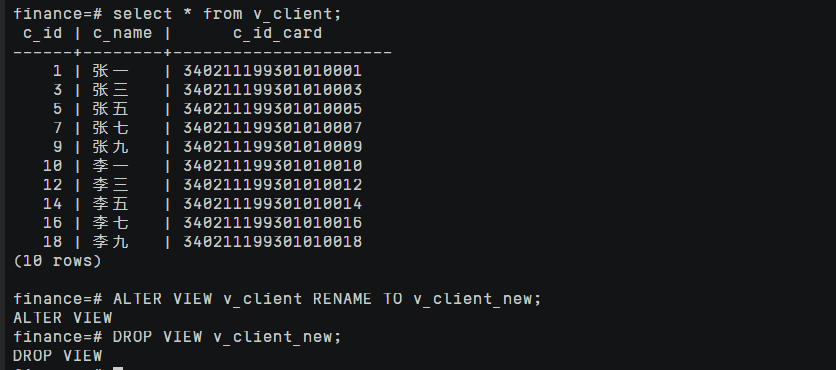 finance=# select * from v_client;
 c_id | c_name |      c_id_card
------+--------+----------------------
    1 | 张一   | 340211199301010001
    3 | 张三   | 340211199301010003
    5 | 张五   | 340211199301010005
    7 | 张七   | 340211199301010007
    9 | 张九   | 340211199301010009
   10 | 李一   | 340211199301010010
   12 | 李三   | 340211199301010012
   14 | 李五   | 340211199301010014
   16 | 李七   | 340211199301010016
   18 | 李九   | 340211199301010018
(10 rows)

finance=# ALTER VIEW v_client RENAME TO v_client_new;
ALTER VIEW
finance=# DROP VIEW v_client_new;
DROP VIEW